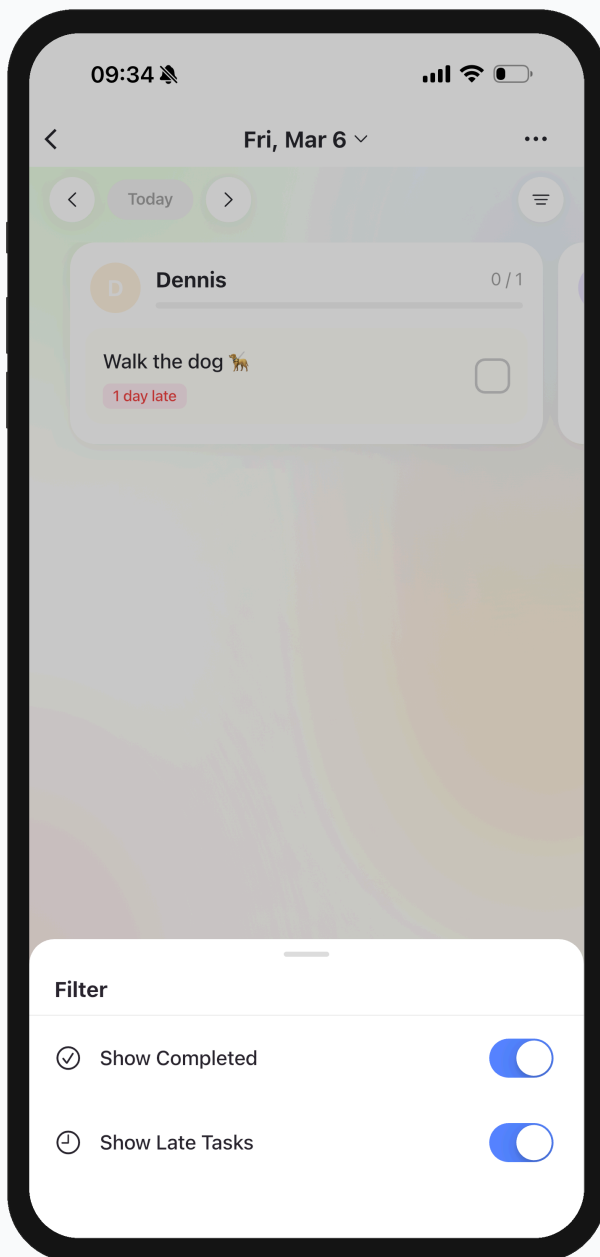 09:34
Fri, Mar 6
Today
D
Dennis
0 / 1
Walk the dog 🐕‍🦺
1 day late
Filter
Show Completed
Show Late Tasks